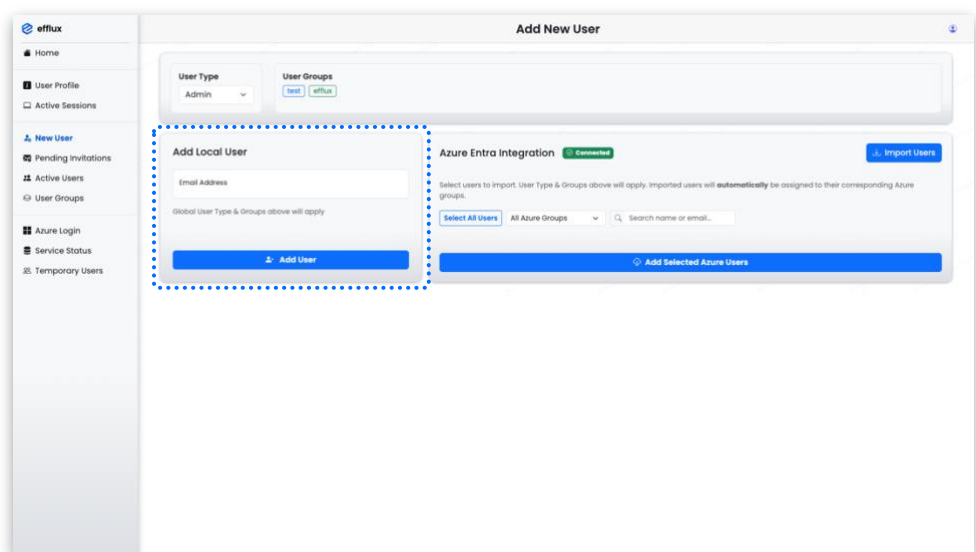 efflux
Add New User
Home
User Profile
Active Sessions
New User
Pending Invitations
Active Users
User Groups
Azure Login
Service Status
Temporary Users
User Type
Admin
User Groups
test
efflux
Add Local User
Email Address
Global User Type & Groups above will apply
Add User
Azure Entra Integration
Connected
Import Users
Select users to import. User Type & Groups above will apply. Imported users will automatically be assigned to their corresponding Azure
groups.
Select All Users
All Azure Groups
Search name or email...
Add Selected Azure Users